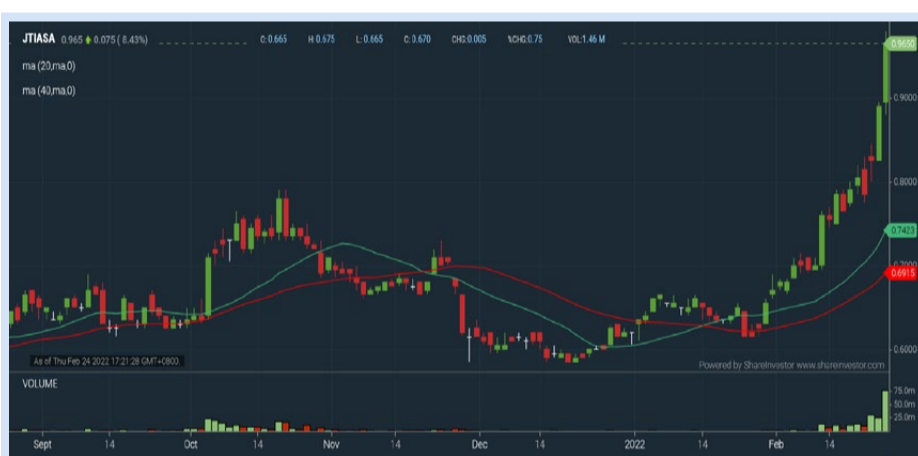 JTIASA 0.965 0.075 ( 8.43%) O:0.665 H:0.675 L:0.665 C:0.670 CHG:0.005 %CHG:0.75 VOL:1.46 M
ma (20,ma,0)
ma (40,ma,0)
0.9650
0.9000
0.8000
0.7423
0.7000
0.6915
0.6000
As of Thu Feb 24 2022 17:21:28 GMT+0800.
Powered by ShareInvestor www.shareinvestor.com
VOLUME
75.0m
50.0m
25.0m
Sept 14 Oct 14 Nov 14 Dec 14 2022 14 Feb 14